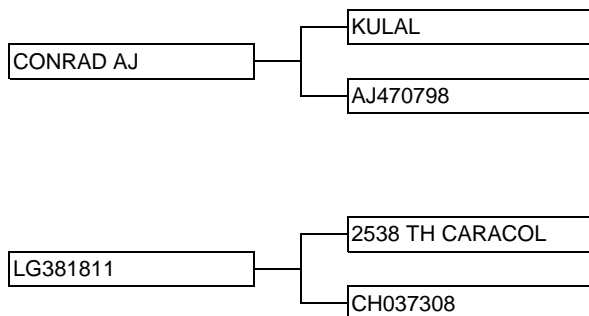 KULAL
CONRAD AJ
AJ470798
2538 TH CARACOL
LG381811
CH037308